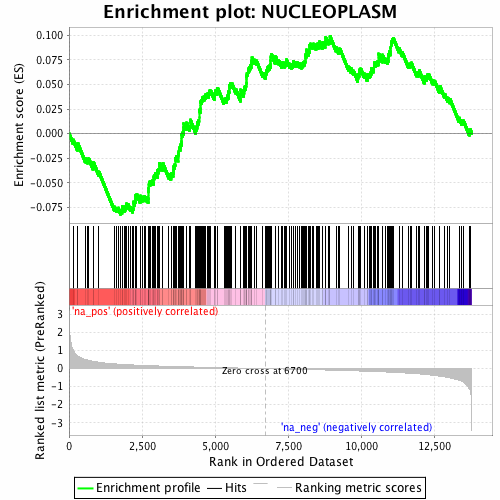 Enrichment plot: NUCLEOPLASM
Enrichment score (ES)
0.100
0.075
0.050
0.025
0.000
-0.025
-0.050
-0.075
'na_pos' (positively correlated)
Ranked list metric (PreRanked)
3
2
1
0
-1
-2
-3
Zero cross at 6700
'na_neg' (negatively correlated)
0 2,500 5,000 7,500 10,000 12,500
Rank in Ordered Dataset
Enrichment profile Hits Ranking metric scores